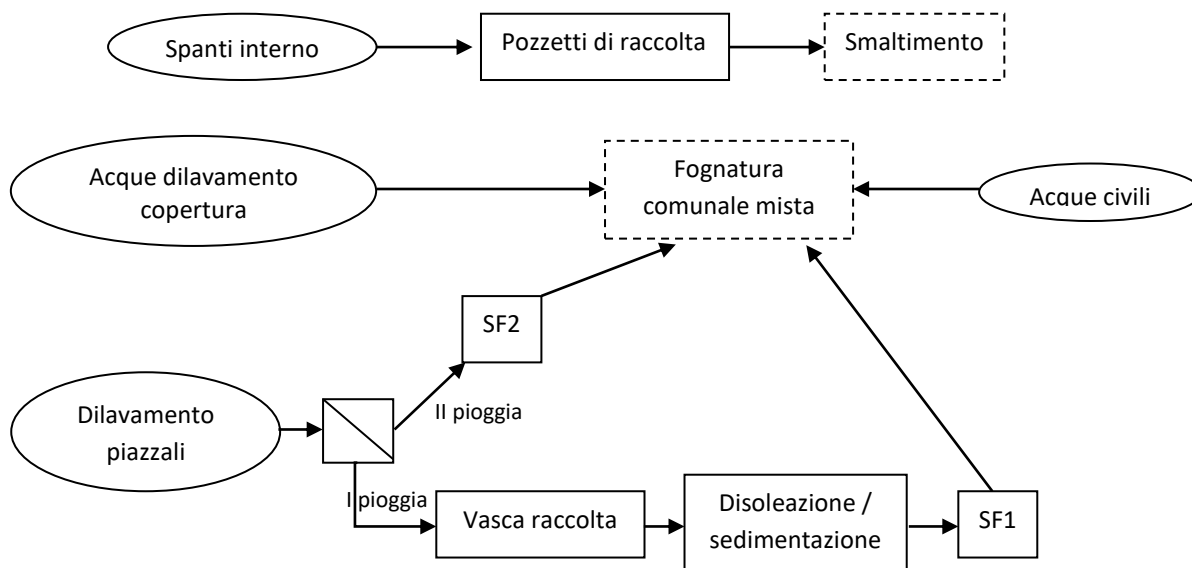 Spanti interno
Pozzetti di raccolta
Smaltimento
Acque dilavamento
copertura
Fognatura
comunale mista
Acque civili
SF2
II pioggia
Dilavamento
piazzali
I pioggia
Vasca raccolta
Disoleazione /
sedimentazione
SF1